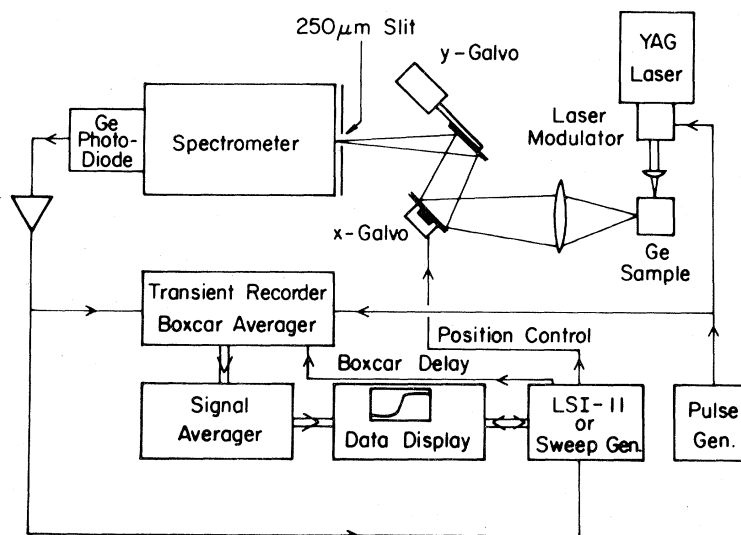 250μm Slit
y-Galvo
YAG
Laser
Laser
Modulator
Ge
Photo-
Diode
Spectrometer
x-Galvo
Ge
Sample
Transient Recorder
Boxcar Averager
Position Control
Boxcar Delay
Signal
Averager
Data Display
LSI-11
or
Sweep Gen.
Pulse
Gen.